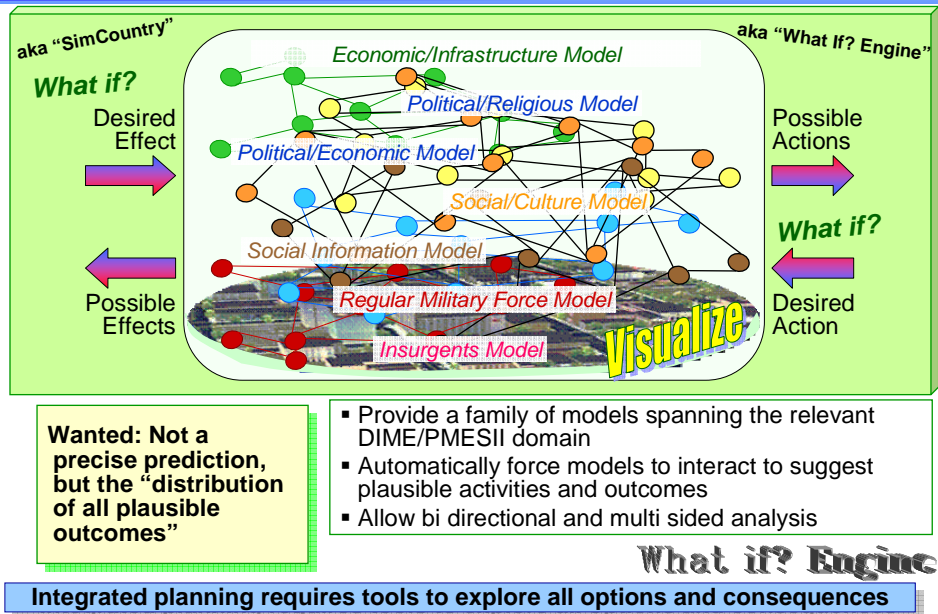 aka “SimCountry”
aka “What If? Engine”
What if?
Desired
Effect
Possible
Effects
Economic/Infrastructure Model
Political/Religious Model
Political/Economic Model
Social/Culture Model
Social Information Model
Regular Military Force Model
Insurgents Model
Visualize
Possible
Actions
What if?
Desired
Action
Wanted: Not a
precise prediction,
but the “distribution
of all plausible
outcomes”
▪ Provide a family of models spanning the relevant
DIME/PMESII domain
▪ Automatically force models to interact to suggest
plausible activities and outcomes
▪ Allow bi directional and multi sided analysis
What if? Engine
Integrated planning requires tools to explore all options and consequences